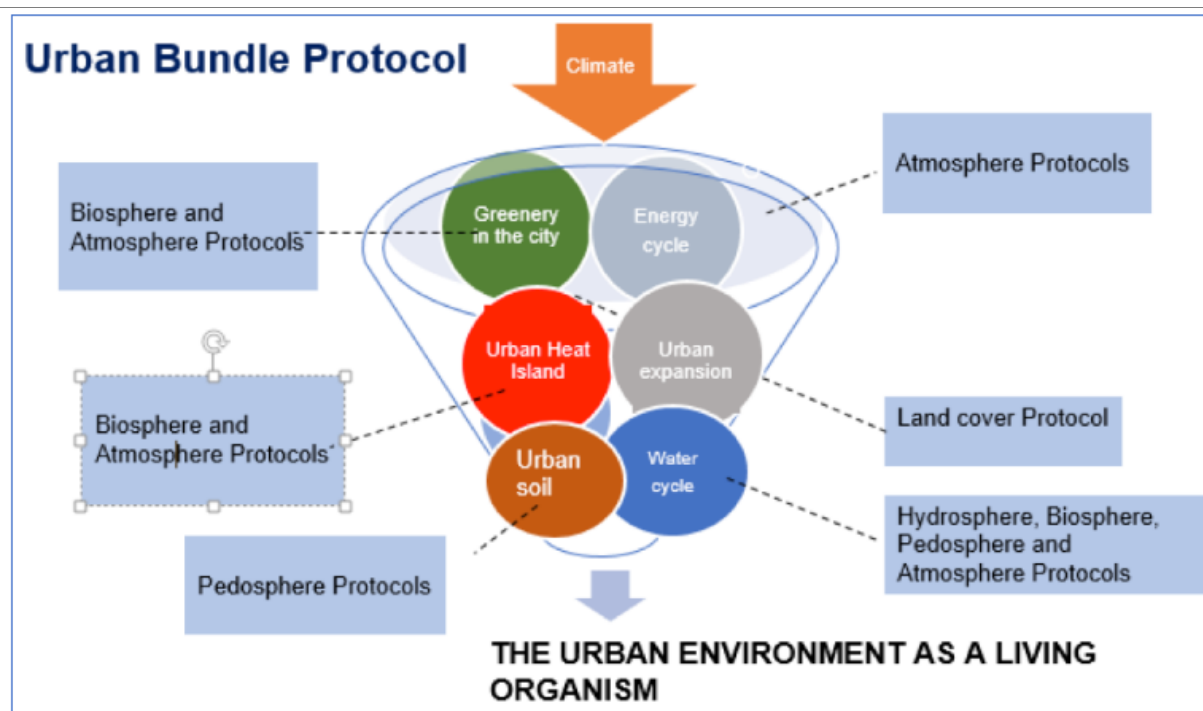 Urban Bundle Protocol
Climate
Biosphere and
Atmosphere Protocols
Greenery
in the city
Energy
cycle
Atmosphere Protocols
Biosphere and
Atmosphere Protocols
Urban Heat
Island
Urban
expansion
Land cover Protocol
Urban
soil
Water
cycle
Pedosphere Protocols
Hydrosphere, Biosphere,
Pedosphere and
Atmosphere Protocols
THE URBAN ENVIRONMENT AS A LIVING
ORGANISM